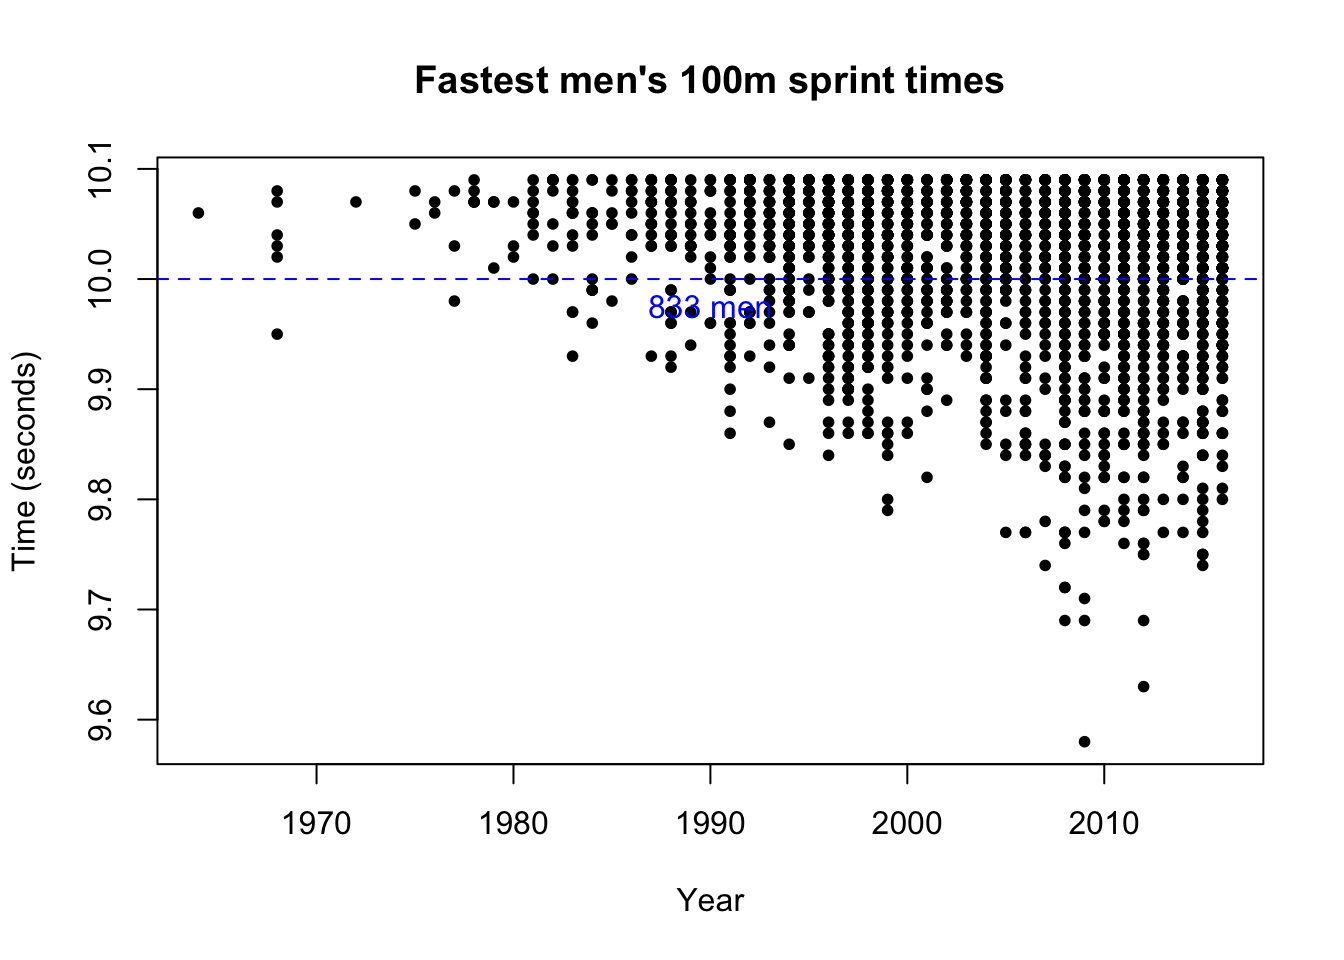 Fastest men's 100m sprint times
10.1
10.0
9.9
9.8
9.7
9.6
Time (seconds)
833 men
1970 1980 1990 2000 2010
Year